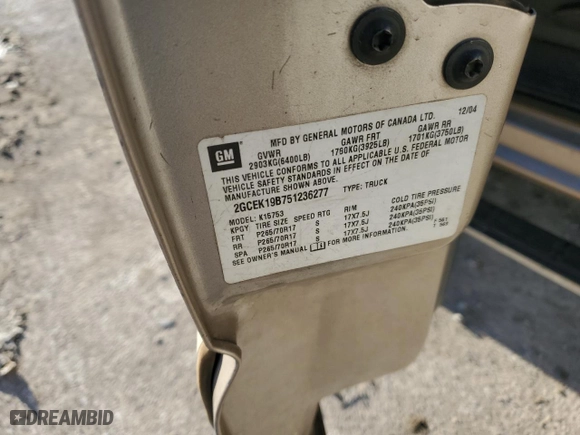 GM
MFD BY GENERAL MOTORS OF CANADA LTD. 12/04
GVWR GAWR FRT GAWR RR
2903KG(6400LB) 1780KG(3925LB) 1701KG(3750LB)
THIS VEHICLE CONFORMS TO ALL APPLICABLE U.S. FEDERAL MOTOR
VEHICLE SAFETY STANDARDS IN EFFECT ON THE DATE OF
MANUFACTURE SHOWN ABOVE.
2GCEK19B751236277 TYPE: TRUCK
MODEL: K15753
KPGY TIRE SIZE SPEED RTG RIM COLD TIRE PRESSURE
FRT P265/70R17 S 17X7.5J 240KPA(35PSI)
RR P265/70R17 S 17X7.5J 240KPA(35PSI)
SPA P265/70R17 S 17X7.5J 240KPA(35PSI)
SEE OWNER'S MANUAL FOR MORE INFORMATION.
DREAMBID